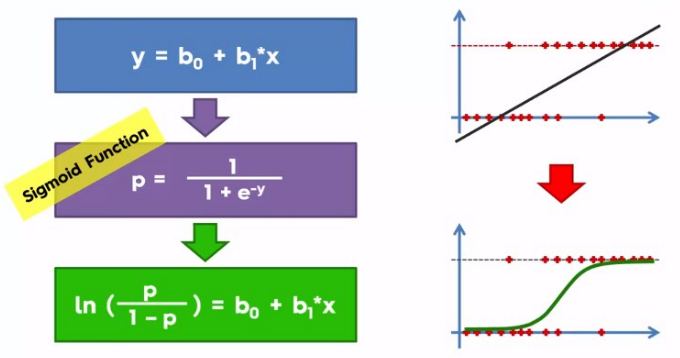 y = b₀ + b₁*x
Sigmoid Function
p = 1 / 1 + e⁻ʸ
ln ( p / 1 - p ) = b₀ + b₁*x